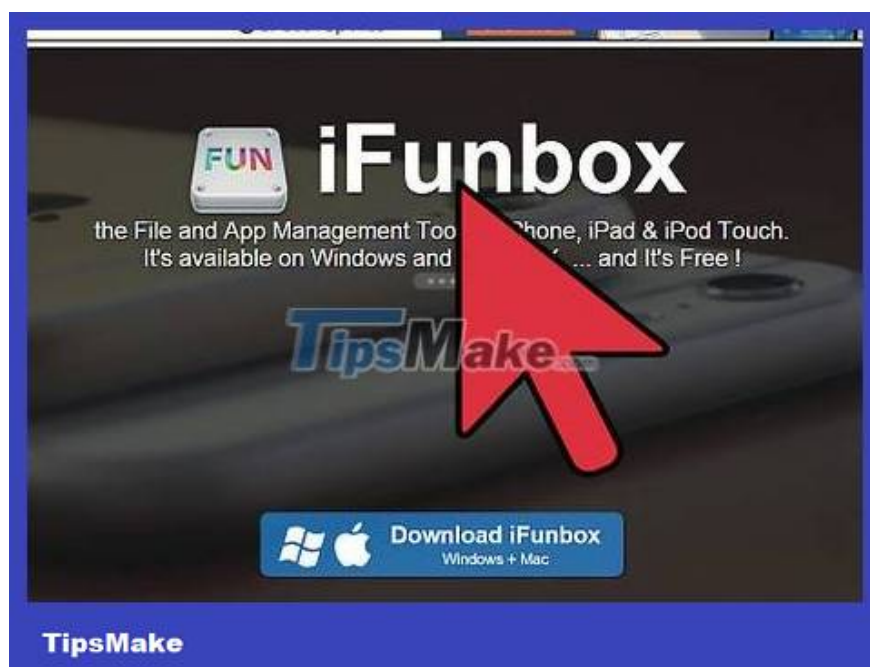 FUN iFunbox
the File and App Management Too Phone, iPad & iPod Touch.
It's available on Windows and ... and It's Free !
TipsMake.com
Download iFunbox
Windows + Mac
TipsMake